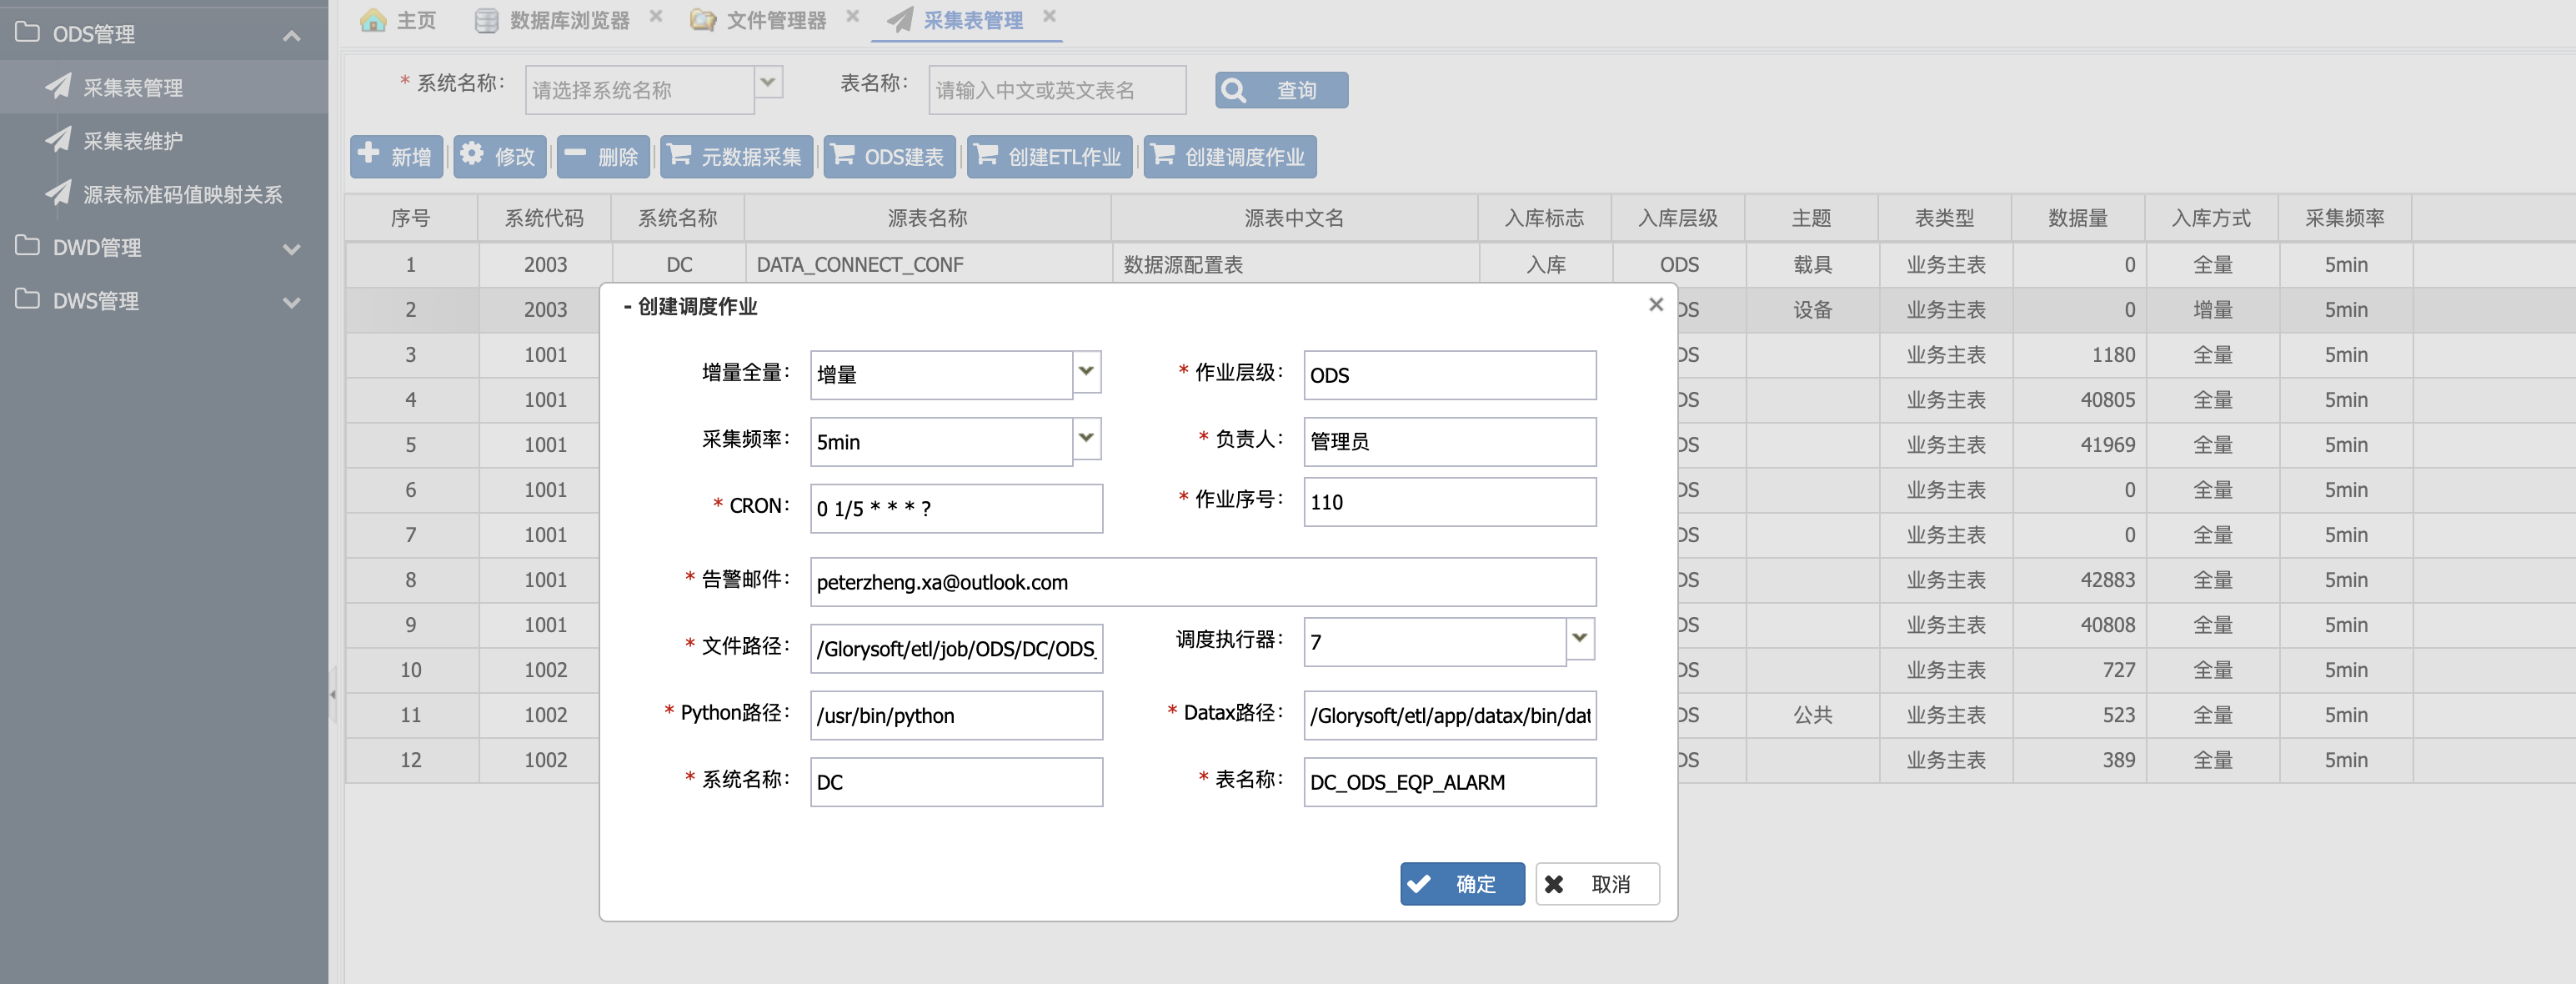 ODS管理
采集表管理
采集表维护
源表标准码值映射关系
DWD管理
DWS管理
主页 数据库浏览器 文件管理器 采集表管理
* 系统名称： 请选择系统名称 表名称： 请输入中文或英文表名 查询
新增 修改 删除 元数据采集 ODS建表 创建ETL作业 创建调度作业
序号 系统代码 系统名称 源表名称 源表中文名 入库标志 入库层级 主题 表类型 数据量 入库方式 采集频率
1 2003 DC DATA_CONNECT_CONF 数据源配置表 入库 ODS 载具 业务主表 0 全量 5min
2 2003 DS 设备 业务主表 0 增量 5min
3 1001 DS 业务主表 1180 全量 5min
4 1001 DS 业务主表 40805 全量 5min
5 1001 DS 业务主表 41969 全量 5min
6 1001 DS 业务主表 0 全量 5min
7 1001 DS 业务主表 0 全量 5min
8 1001 DS 业务主表 42883 全量 5min
9 1001 DS 业务主表 40808 全量 5min
10 1002 DS 业务主表 727 全量 5min
11 1002 DS 公共 业务主表 523 全量 5min
12 1002 DS 业务主表 389 全量 5min
- 创建调度作业
增量全量： 增量 * 作业层级： ODS
采集频率： 5min * 负责人： 管理员
* CRON： 0 1/5 * * * ? * 作业序号： 110
* 告警邮件： peterzheng.xa@outlook.com
* 文件路径： /Glorysoft/etl/job/ODS/DC/ODS_ 调度执行器： 7
* Python路径： /usr/bin/python * Datax路径： /Glorysoft/etl/app/datax/bin/dat
* 系统名称： DC * 表名称： DC_ODS_EQP_ALARM
确定 取消